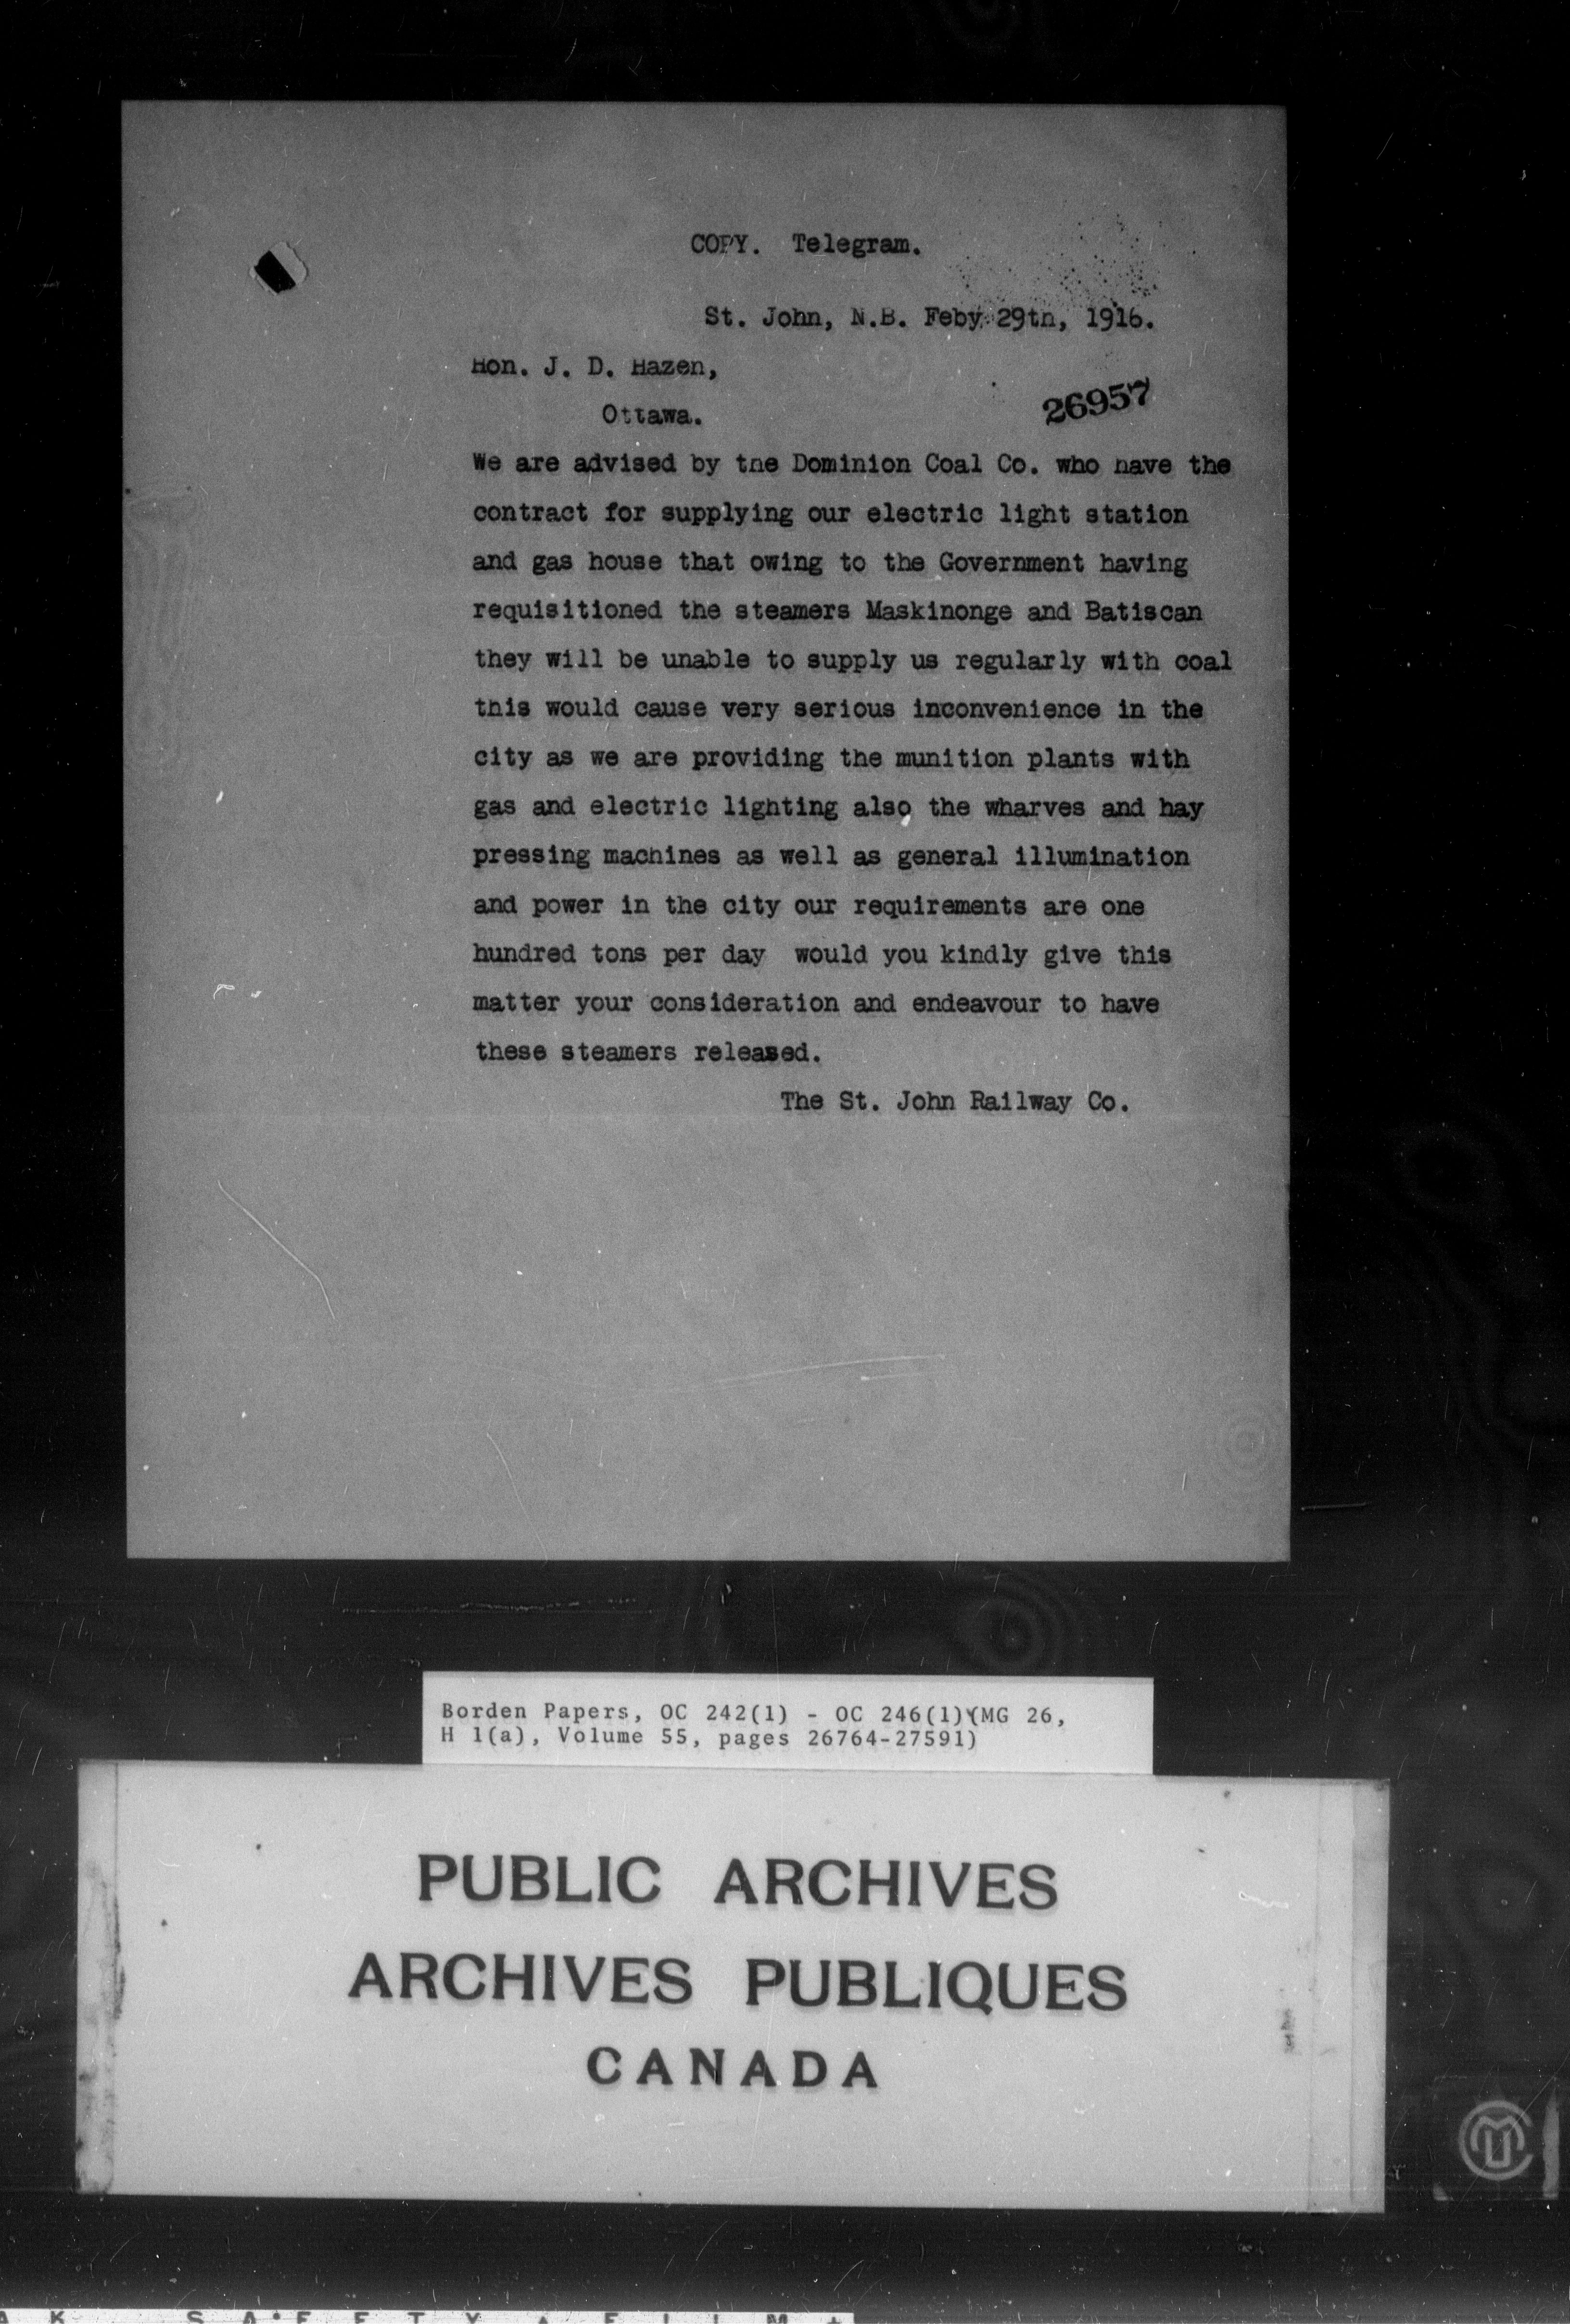 COPY. Telegram.
St. John, N.B. Feby. 29th, 1916.
Hon. J. D. Hazen,
Ottawa.
26957
We are advised by the Dominion Coal Co. who have the
contract for supplying our electric light station
and gas house that owing to the Government having
requisitioned the steamers Maskinonge and Batiscan
they will be unable to supply us regularly with coal
this would cause very serious inconvenience in the
city as we are providing the munition plants with
gas and electric lighting also the wharves and hay
pressing machines as well as general illumination
and power in the city our requirements are one
hundred tons per day would you kindly give this
matter your consideration and endeavour to have
these steamers released.
The St. John Railway Co.
Borden Papers, OC 242(1) - OC 246(1)(MG 26,
H 1(a), Volume 55, pages 26764-27591)
PUBLIC ARCHIVES
ARCHIVES PUBLIQUES
CANADA
SAFETY FILM